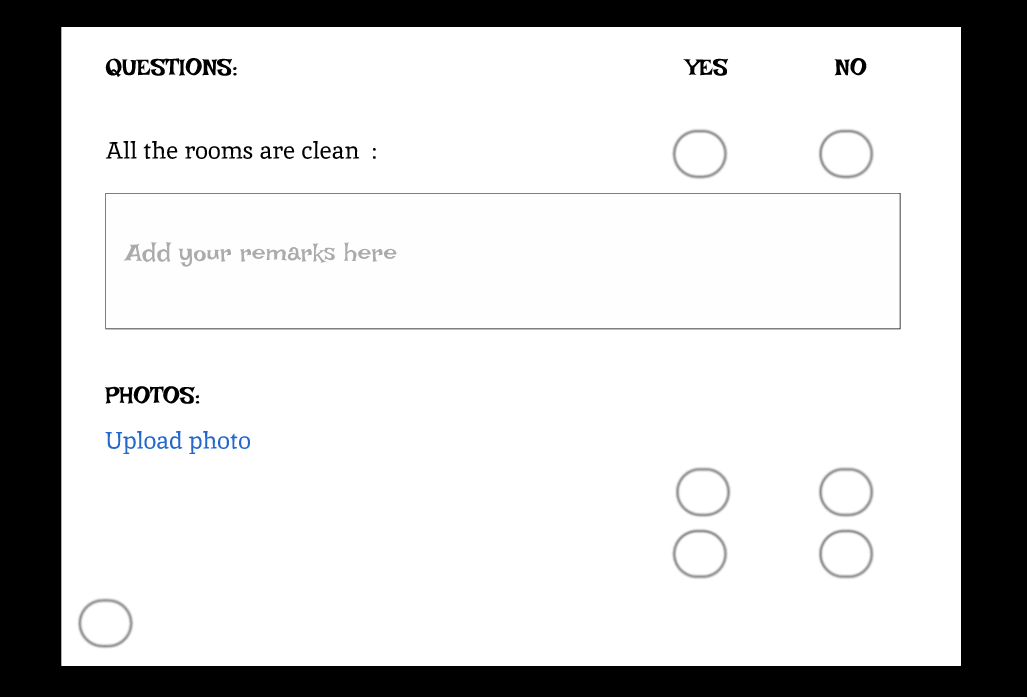 QUESTIONS: YES NO
All the rooms are clean :
Add your remarks here
PHOTOS:
Upload photo